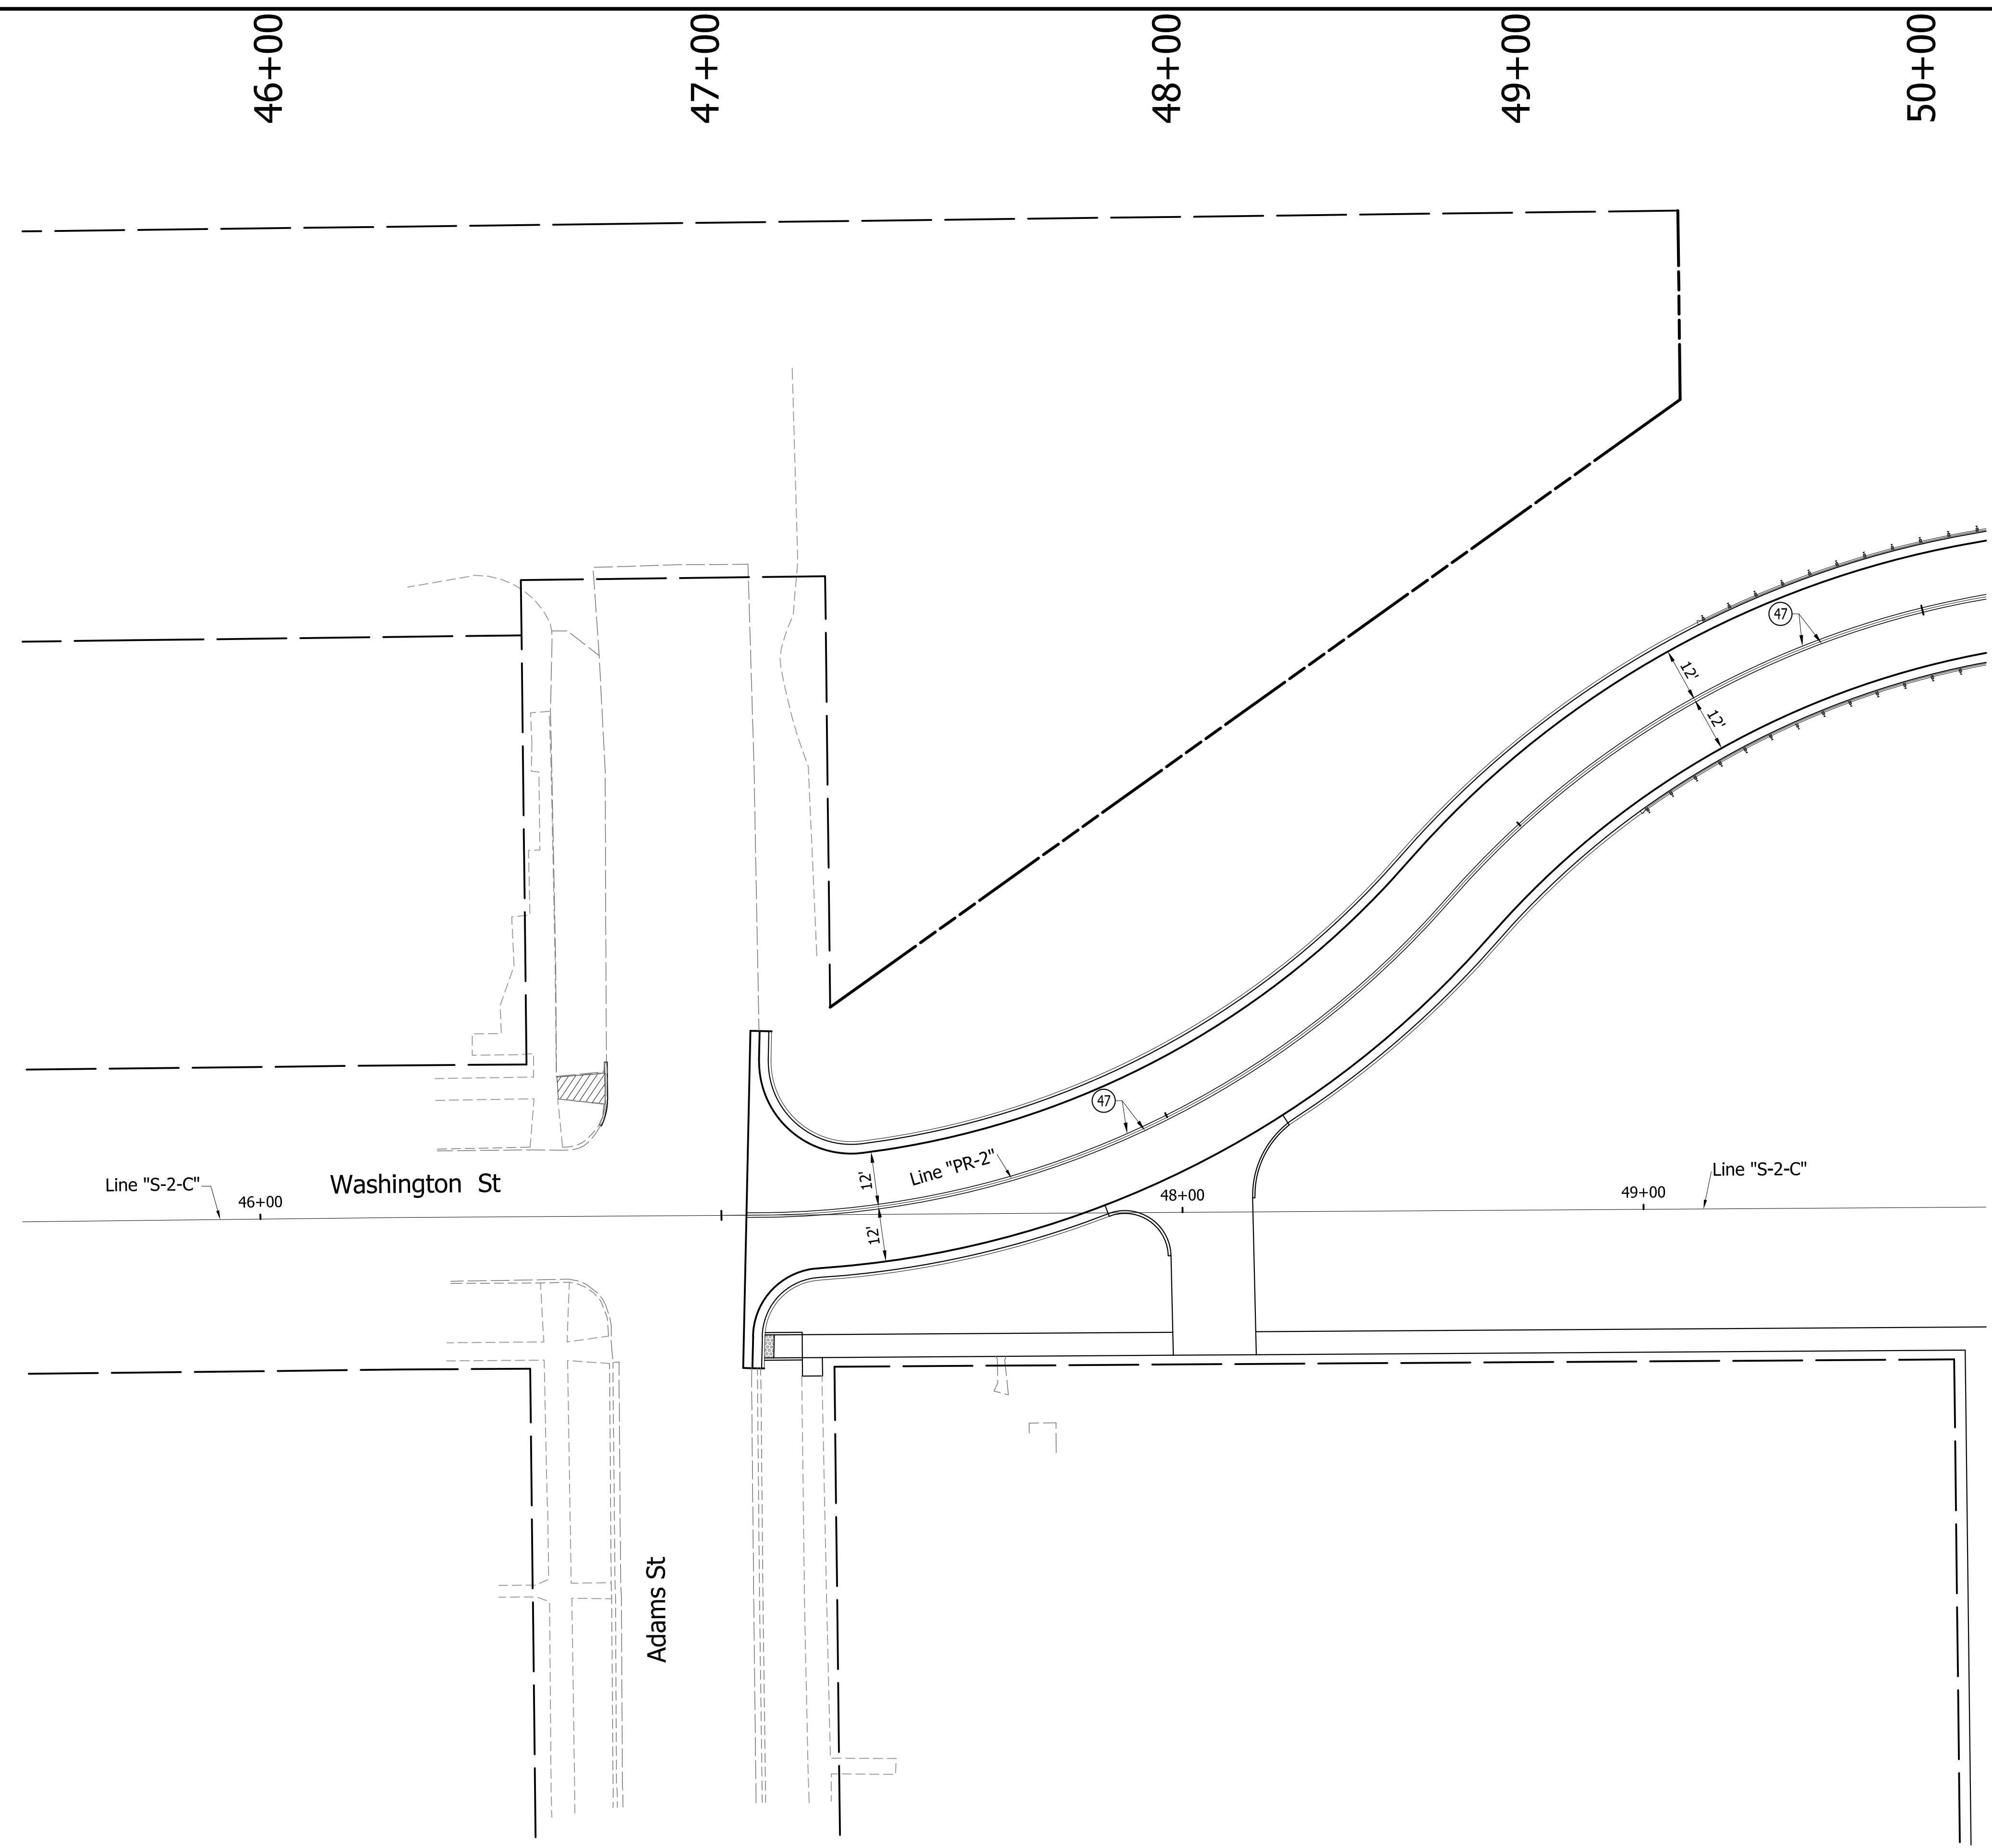 46+00
47+00
48+00
49+00
50+00
47
12'
12'
47
Line "PR-2"
12'
12'
Line "S-2-C"
46+00
Washington St
48+00
49+00
Line "S-2-C"
Adams St